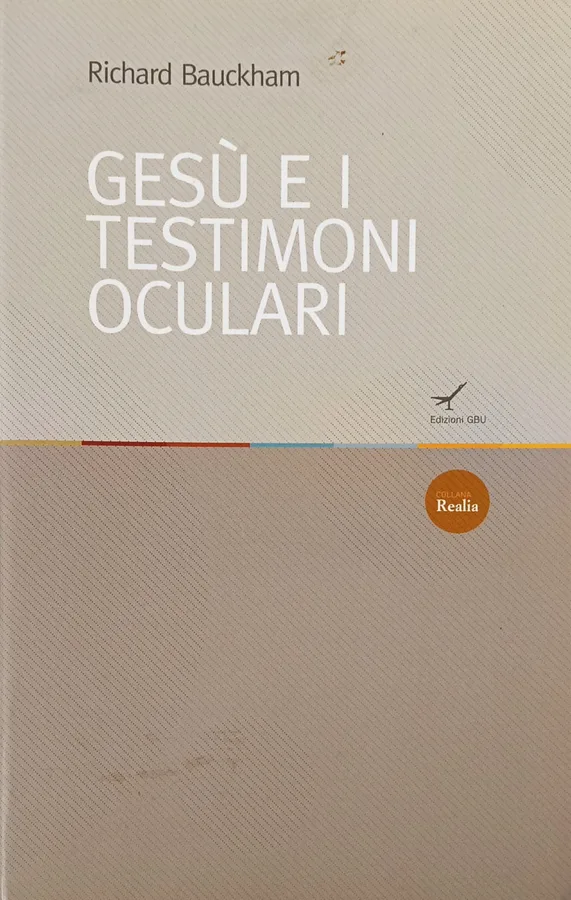 Richard Bauckham
GESÙ E I
TESTIMONI
OCULARI
Edizioni GBU
COLLANA
Realia